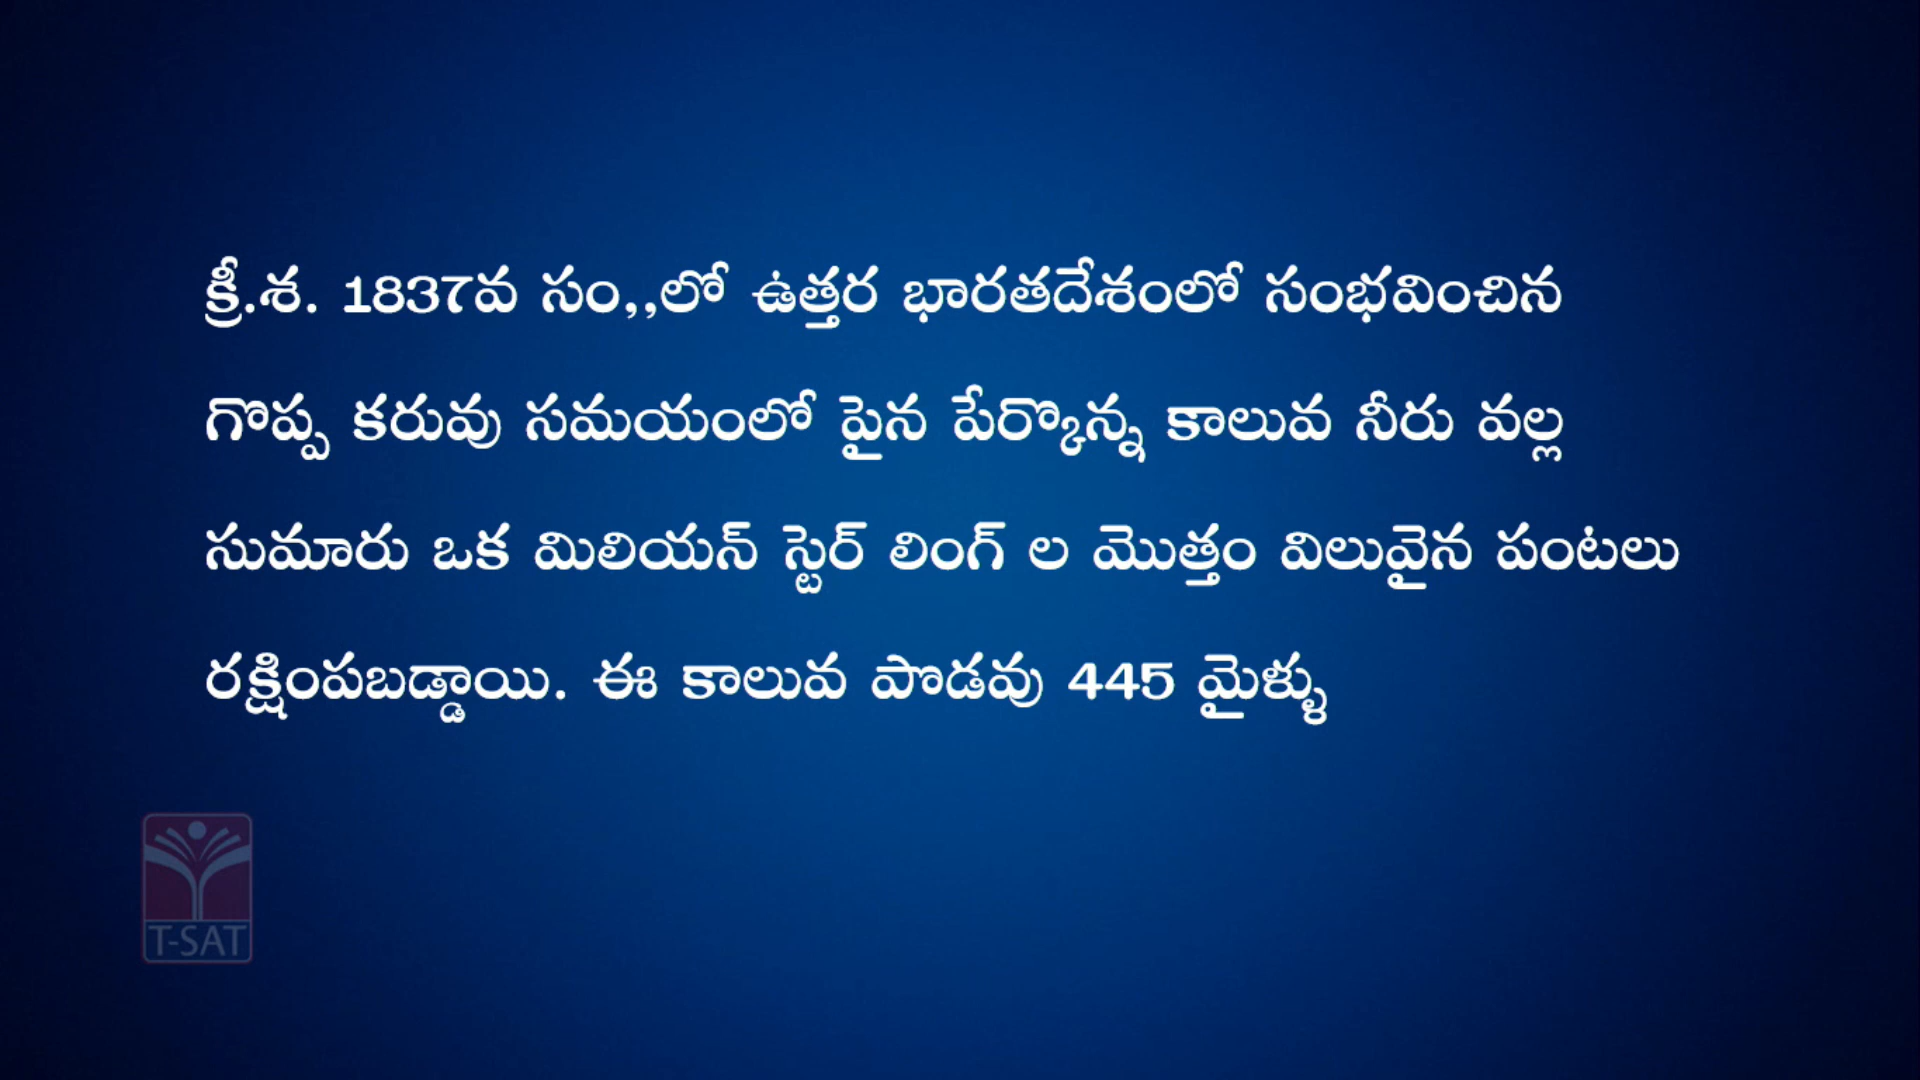 క్రీ.శ. 1837వ సం,,లో ఉత్తర భారతదేశంలో సంభవించిన
గొప్ప కరువు సమయంలో పైన పేర్కొన్న కాలువ నీరు వల్ల
సుమారు ఒక మిలియన్ స్టెర్ లింగ్ ల మొత్తం విలువైన పంటలు
రక్షింపబడ్డాయి. ఈ కాలువ పొడవు 445 మైళ్ళు
T-SAT